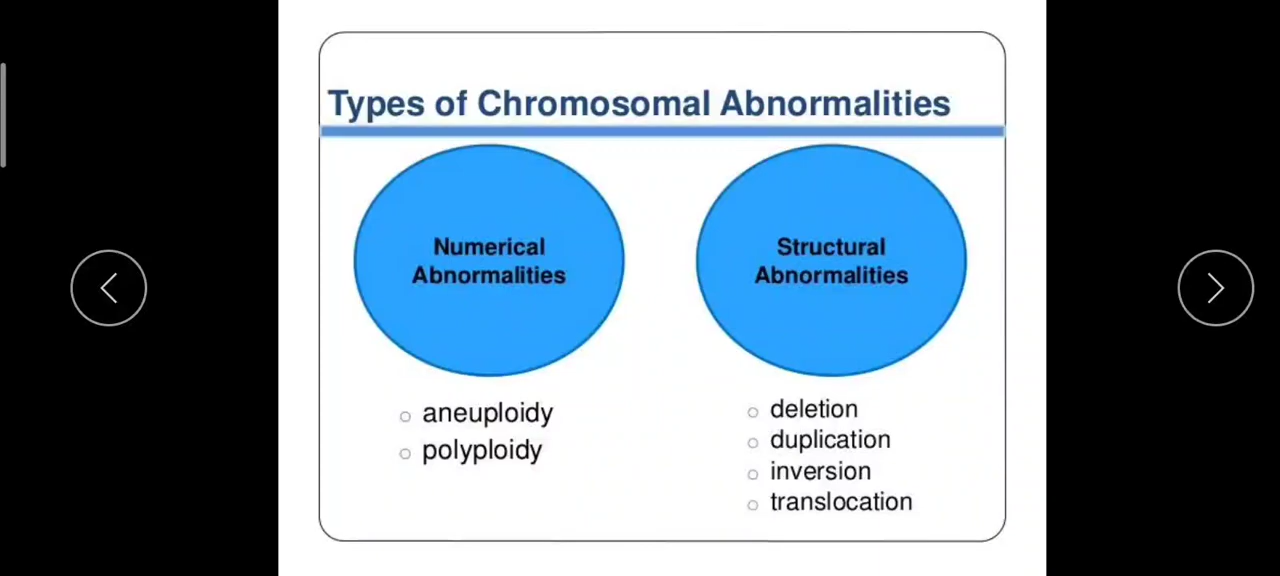 Types of Chromosomal Abnormalities
Numerical
Abnormalities
aneuploidy
polyploidy
Structural
Abnormalities
deletion
duplication
inversion
translocation